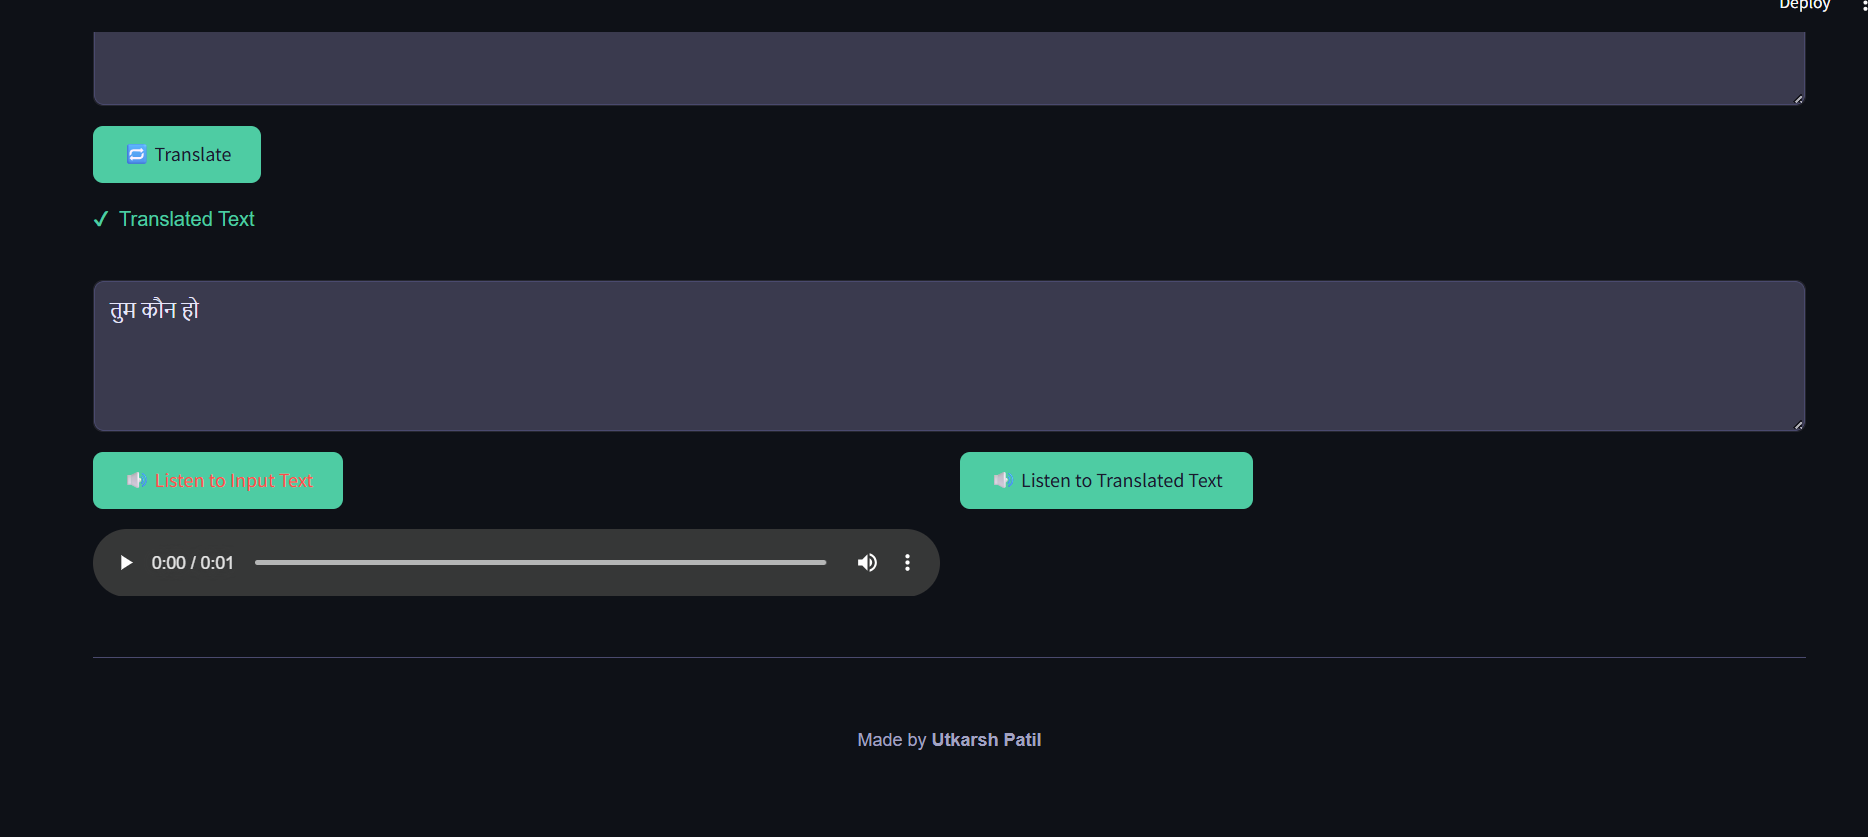 Deploy
Translate
✓ Translated Text
तुम कौन हो
Listen to Input Text
Listen to Translated Text
0:00 / 0:01
Made by Utkarsh Patil